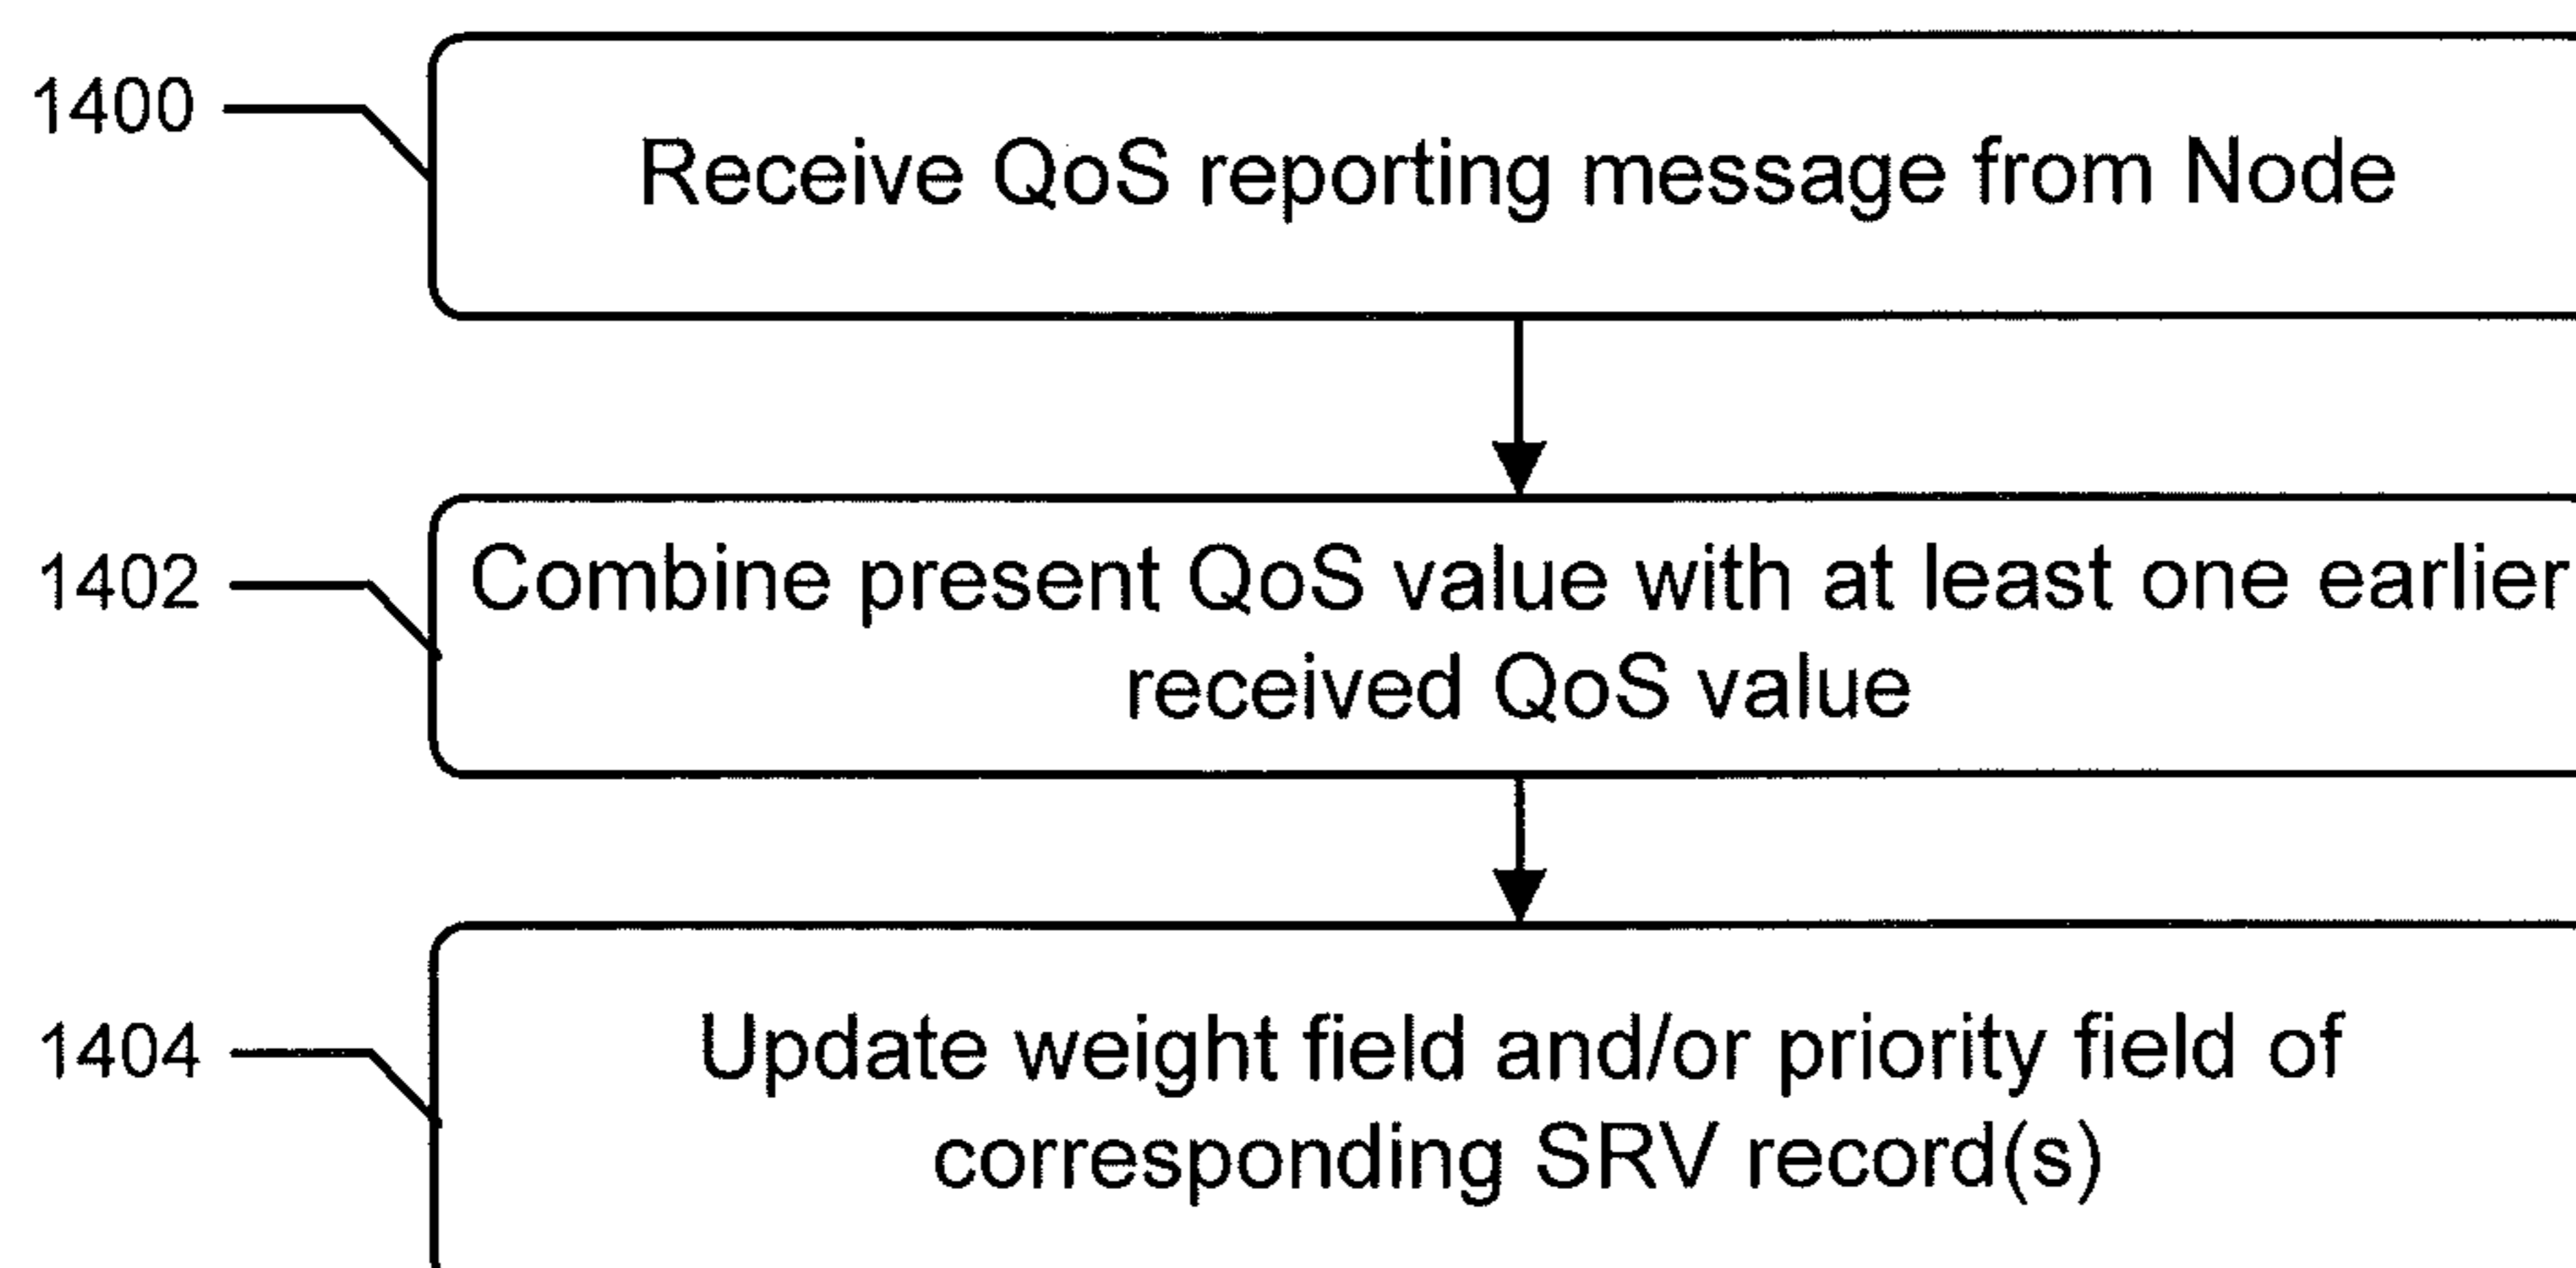 1400
Receive QoS reporting message from Node
1402
Combine present QoS value with at least one earlier
received QoS value
1404
Update weight field and/or priority field of
corresponding SRV record(s)